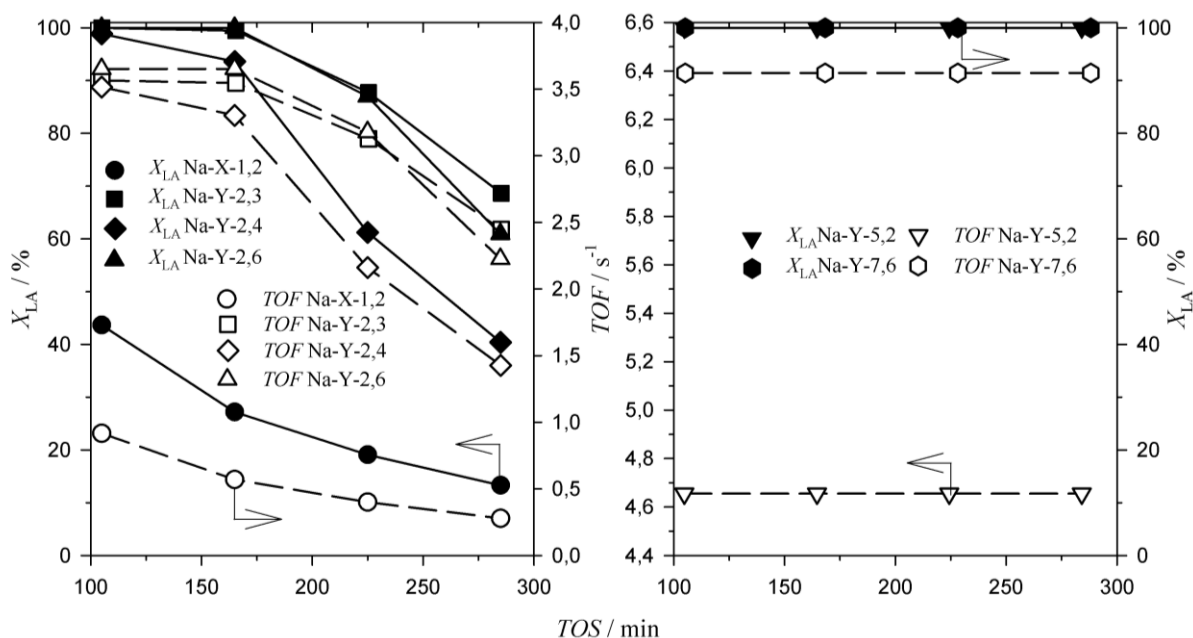 100
80
60
40
20
0
X_LA / %
X_LA Na-X-1,2
X_LA Na-Y-2,3
X_LA Na-Y-2,4
X_LA Na-Y-2,6
TOF Na-X-1,2
TOF Na-Y-2,3
TOF Na-Y-2,4
TOF Na-Y-2,6
100 150 200 250 300
4,0
3,5
3,0
2,5
2,0
1,5
1,0
0,5
0,0
TOF / s⁻¹
6,6
6,4
6,2
6,0
5,8
5,6
5,4
5,2
5,0
4,8
4,6
4,4
X_LA Na-Y-5,2 TOF Na-Y-5,2
X_LA Na-Y-7,6 TOF Na-Y-7,6
100 150 200 250 300
100
80
60
40
20
0
X_LA / %
TOS / min